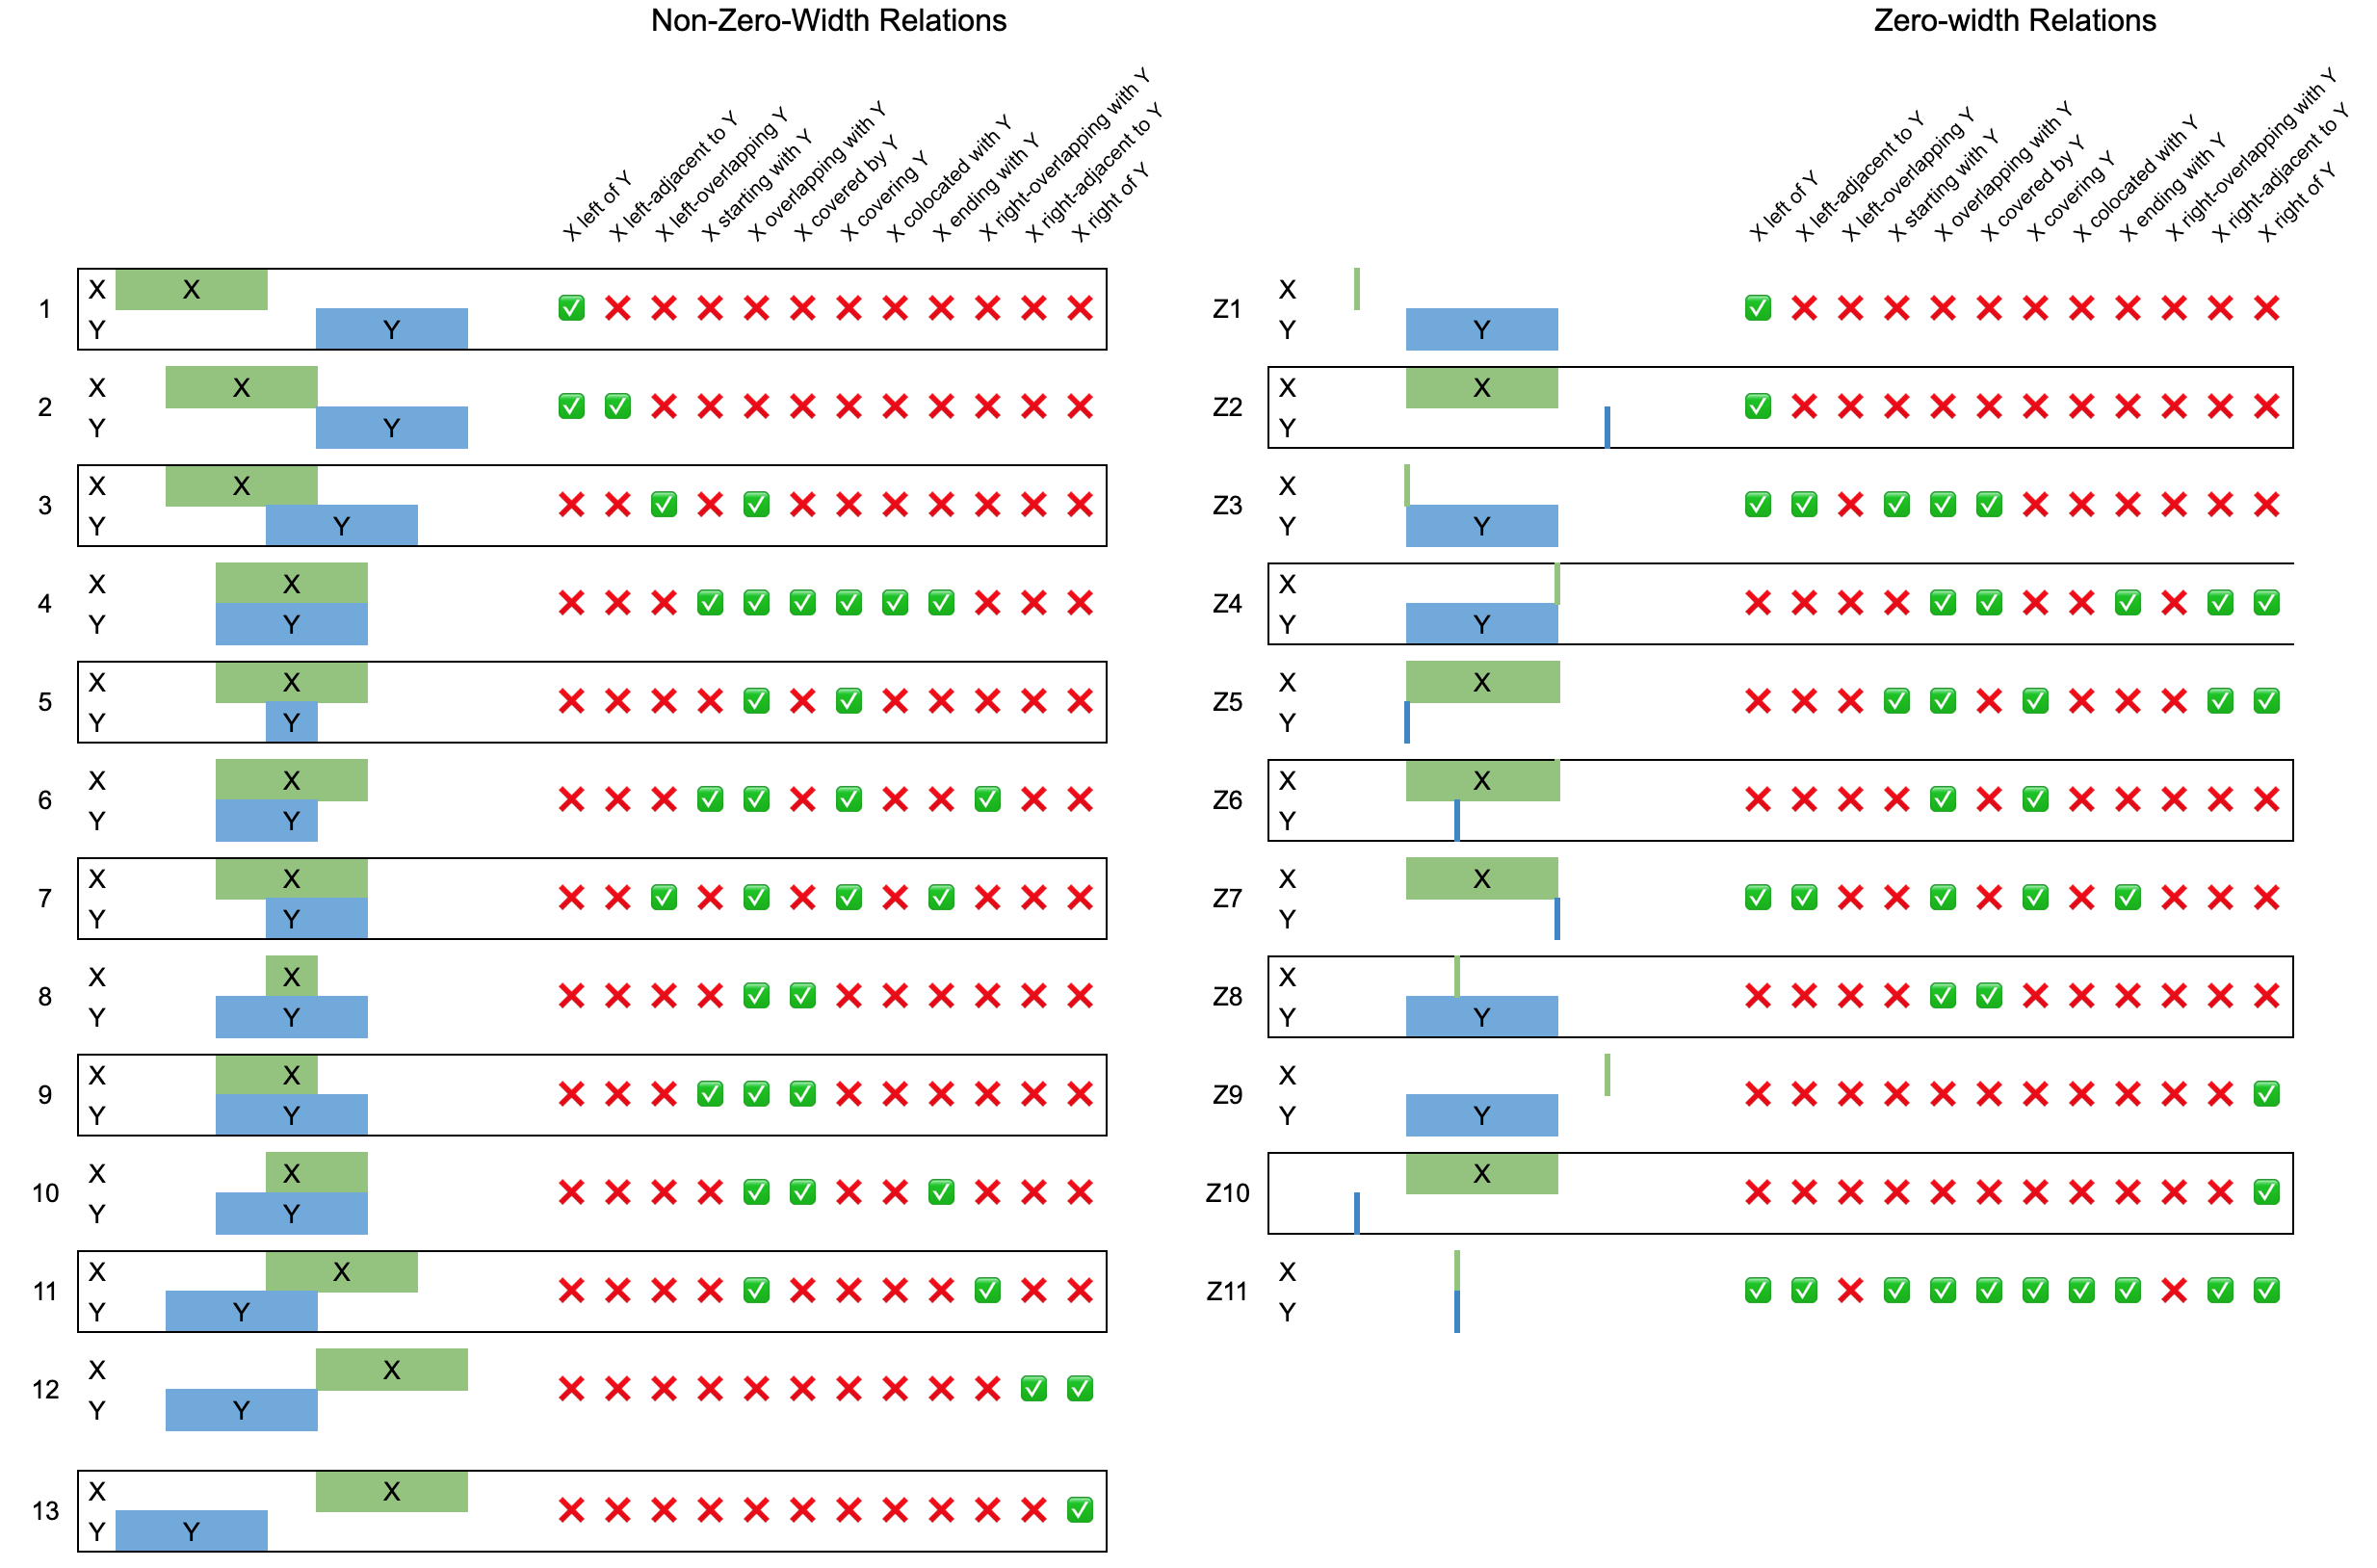 Non-Zero-Width Relations
X left of Y
X left-adjacent to Y
X left-overlapping Y
X starting with Y
X overlapping with Y
X covered by Y
X covering Y
X colocated with Y
X ending with Y
X right-overlapping with Y
X right-adjacent to Y
X right of Y
1
X X
Y Y
2
X X
Y Y
3
X X
Y Y
4
X X
Y Y
5
X X
Y Y
6
X X
Y Y
7
X X
Y Y
8
X X
Y Y
9
X X
Y Y
10
X X
Y Y
11
X X
Y Y
12
X X
Y Y
13
X X
Y Y
Zero-width Relations
X left of Y
X left-adjacent to Y
X left-overlapping Y
X starting with Y
X overlapping with Y
X covered by Y
X covering Y
X colocated with Y
X ending with Y
X right-overlapping with Y
X right-adjacent to Y
X right of Y
Z1
X
Y Y
Z2
X X
Y
Z3
X
Y Y
Z4
X
Y Y
Z5
X X
Y
Z6
X X
Y
Z7
X X
Y
Z8
X
Y Y
Z9
X
Y Y
Z10
X
Z11
X
Y